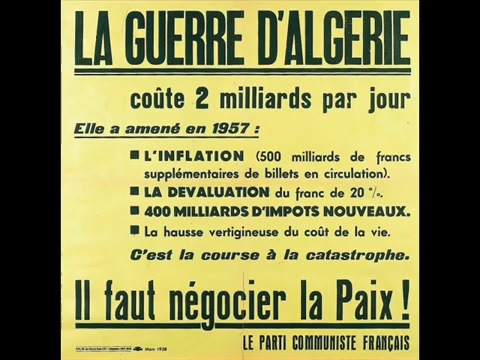 LA GUERRE D'ALGERIE
coûte 2 milliards par jour
Elle a amené en 1957 :
■ L'INFLATION (500 milliards de francs
supplémentaires de billets en circulation).
■ LA DEVALUATION du franc de 20 %.
■ 400 MILLIARDS D'IMPOTS NOUVEAUX.
■ La hausse vertigineuse du coût de la vie.
C'est la course à la catastrophe.
Il faut négocier la Paix !
LE PARTI COMMUNISTE FRANÇAIS
Mars 1958